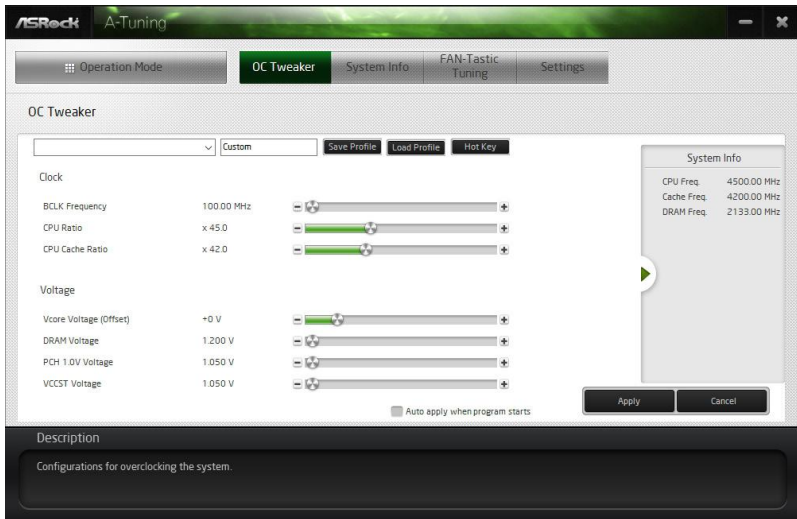 ASRock A-Tuning
Operation Mode
OC Tweaker
System Info
FAN-Tastic
Tuning
Settings
OC Tweaker
Custom
Save Profile
Load Profile
Hot Key
System Info
CPU Freq. 4500.00 MHz
Cache Freq. 4200.00 MHz
DRAM Freq. 2133.00 MHz
Clock
BCLK Frequency 100.00 MHz
CPU Ratio x 45.0
CPU Cache Ratio x 42.0
Voltage
Vcore Voltage (Offset) +0 V
DRAM Voltage 1.200 V
PCH 1.0V Voltage 1.050 V
VCCST Voltage 1.050 V
Auto apply when program starts
Apply
Cancel
Description
Configurations for overclocking the system.